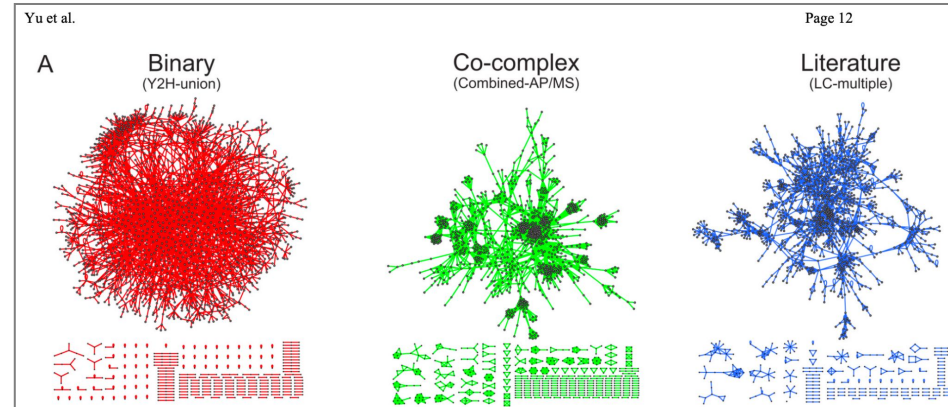 Yu et al.
Page 12
A
Binary
(Y2H-union)
Co-complex
(Combined-AP/MS)
Literature
(LC-multiple)